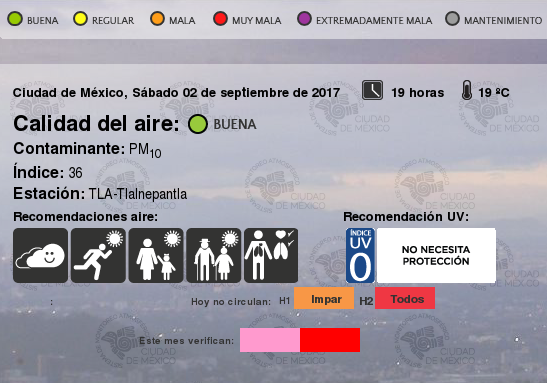 BUENA REGULAR MALA MUY MALA EXTREMADAMENTE MALA MANTENIMIENTO
Ciudad de México, Sábado 02 de septiembre de 2017 19 horas 19 ºC
Calidad del aire: BUENA
Contaminante: PM10
Índice: 36
Estación: TLA-Tlalnepantla
Recomendaciones aire: Recomendación UV:
ÍNDICE UV 0 NO NECESITA PROTECCIÓN
: Hoy no circulan: H1 Impar H2 Todos
Este mes verifican:
CIUDAD DE MÉXICO